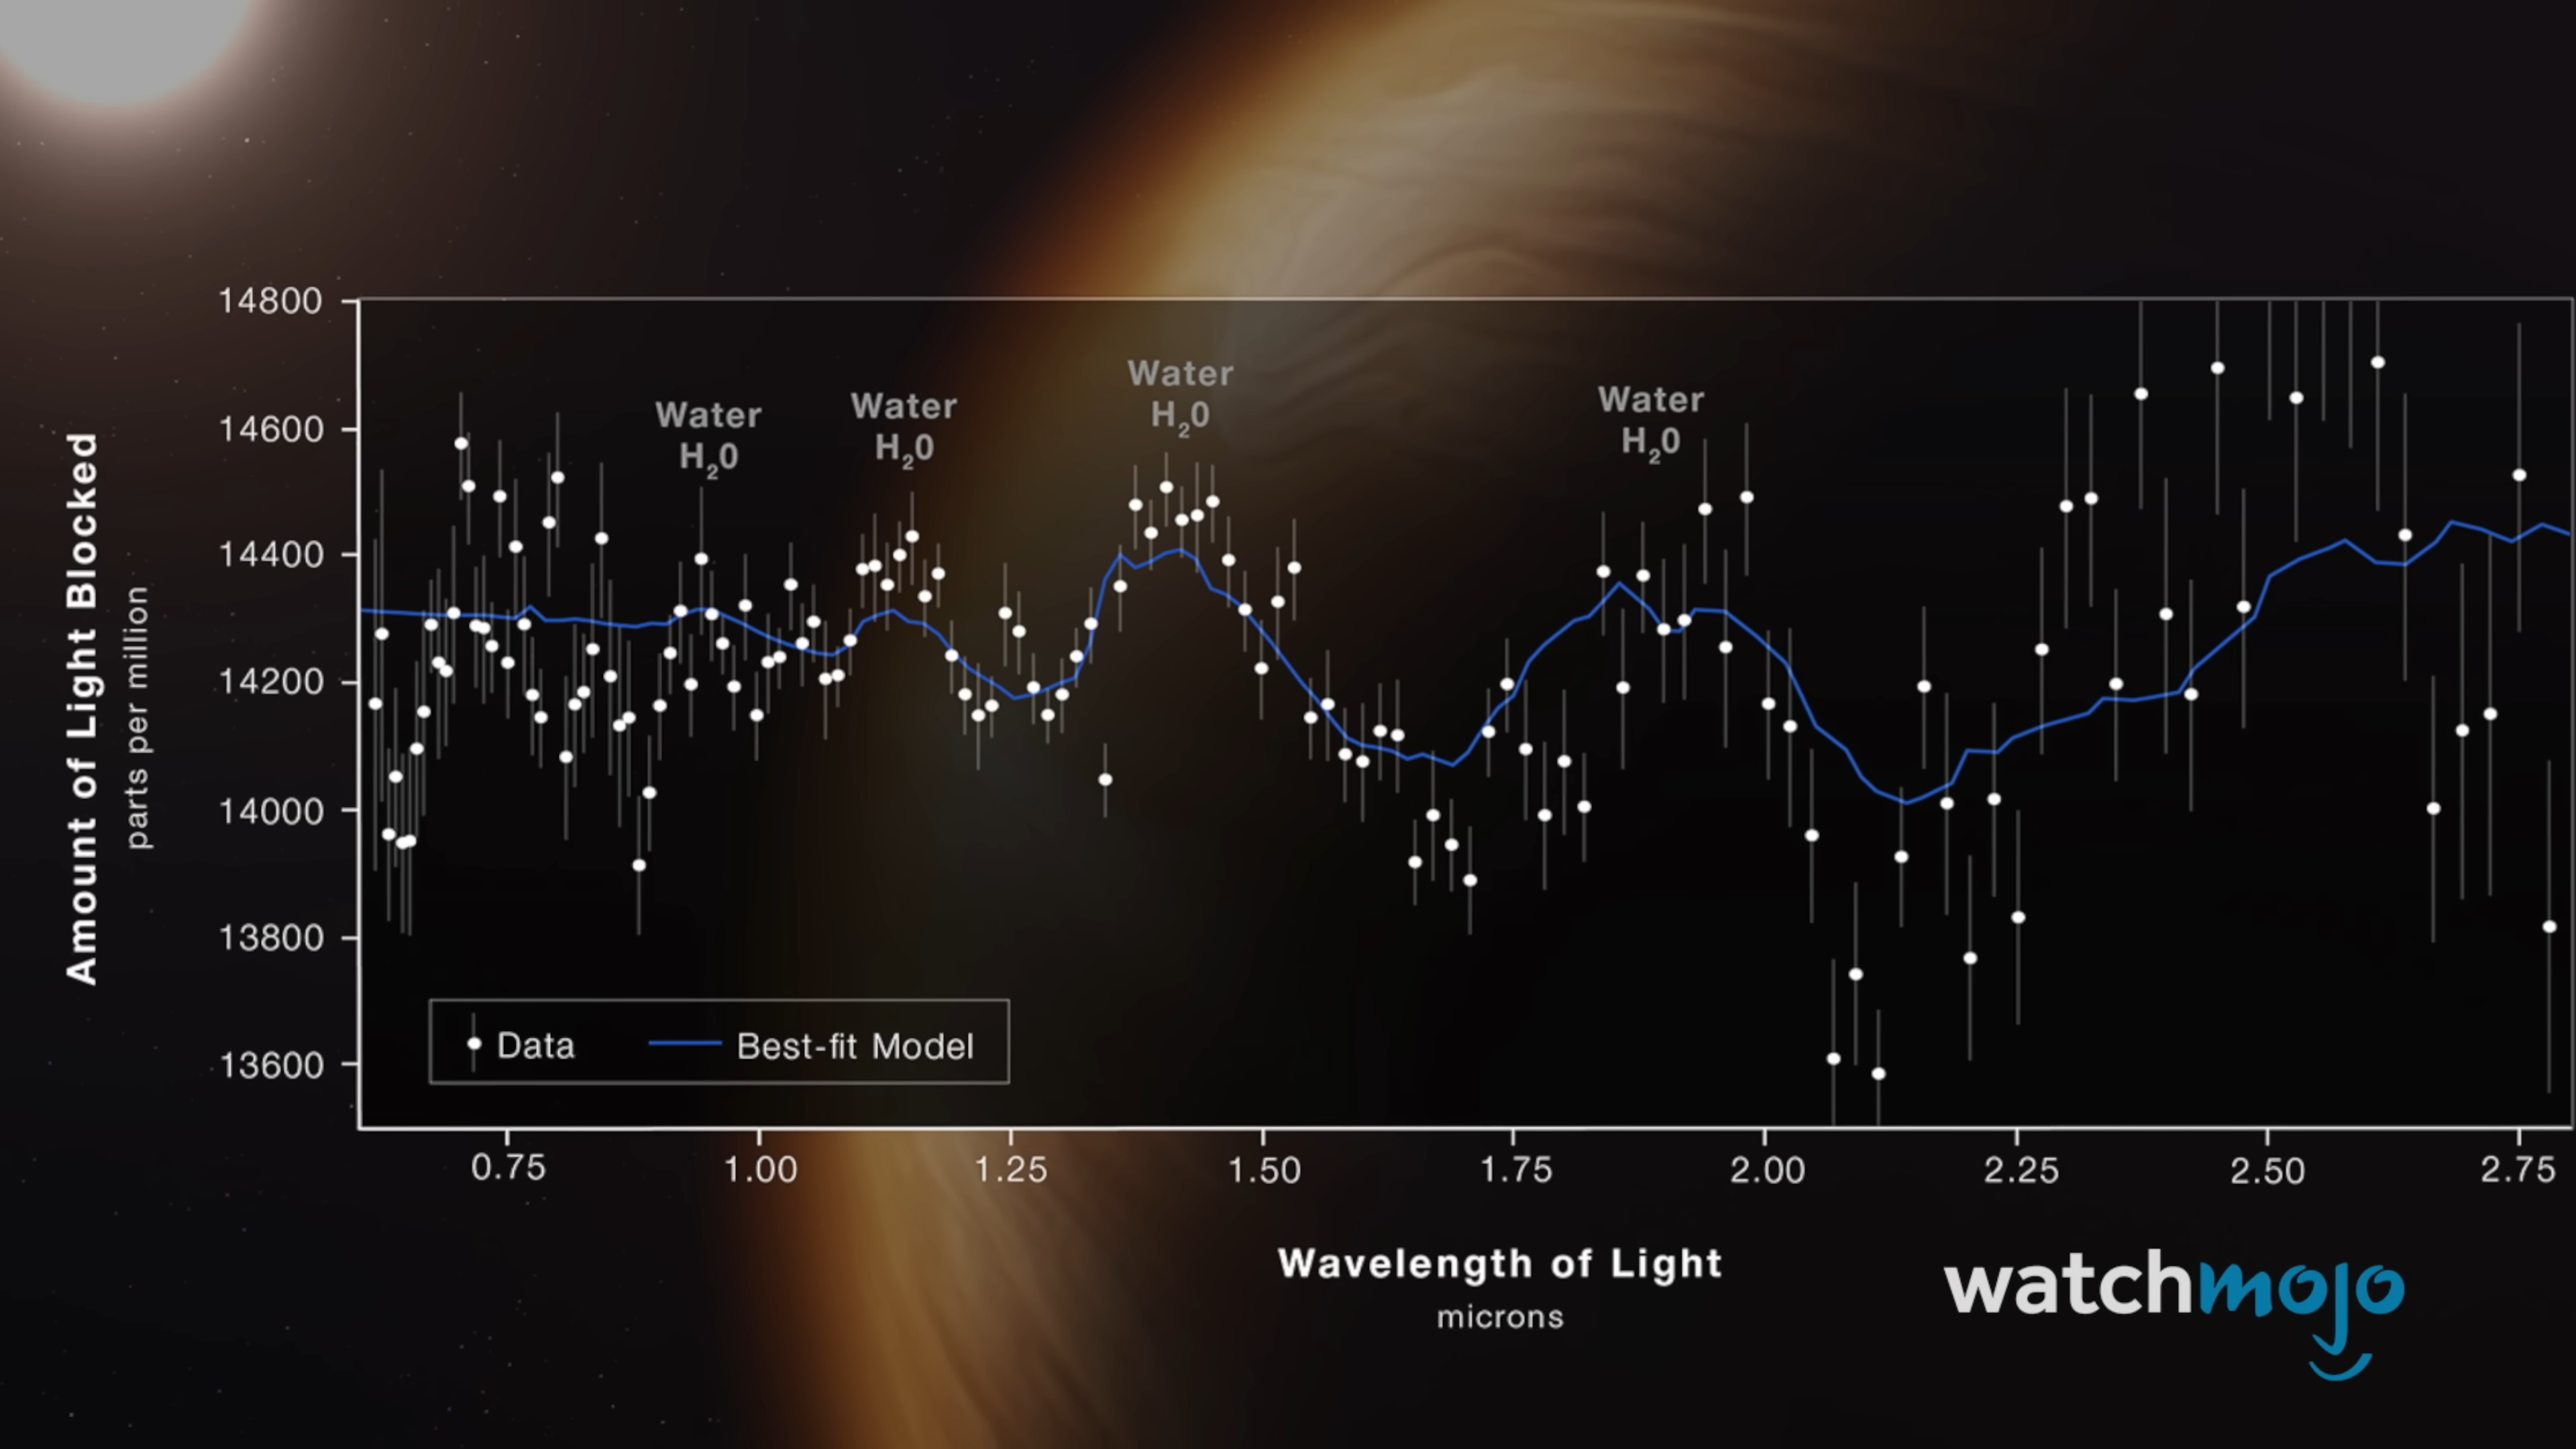 14800
14600
14400
14200
14000
13800
13600
Amount of Light Blocked
parts per million
Water
H₂0
Water
H₂0
Water
H₂0
Water
H₂0
Data
Best-fit Model
0.75
1.00
1.25
1.50
1.75
2.00
2.25
2.50
2.75
Wavelength of Light
microns
watchmojo